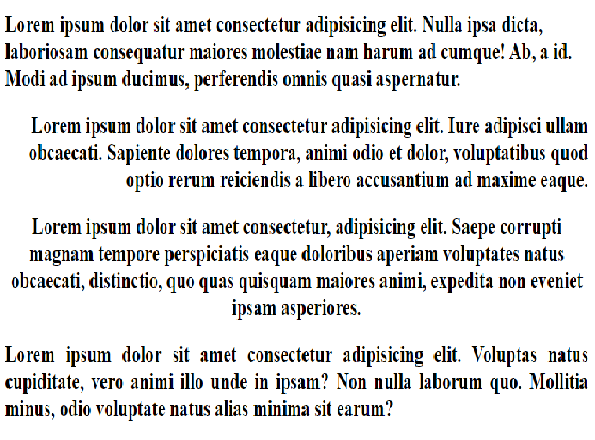 Lorem ipsum dolor sit amet consectetur adipisicing elit. Nulla ipsa dicta,
laboriosam consequatur maiores molestiae nam harum ad cumque! Ab, a id.
Modi ad ipsum ducimus, perferendis omnis quasi aspernatur.
Lorem ipsum dolor sit amet consectetur adipisicing elit. Iure adipisci ullam
obcaecati. Sapiente dolores tempora, animi odio et dolor, voluptatibus quod
optio rerum reiciendis a libero accusantium ad maxime eaque.
Lorem ipsum dolor sit amet consectetur, adipisicing elit. Saepe corrupti
magnam tempore perspiciatis eaque doloribus aperiam voluptates natus
obcaecati, distinctio, quo quas quisquam maiores animi, expedita non eveniet
ipsam asperiores.
Lorem ipsum dolor sit amet consectetur adipisicing elit. Voluptas natus
cupiditate, vero animi illo unde in ipsam? Non nulla laborum quo. Mollitia
minus, odio voluptate natus alias minima sit earum?